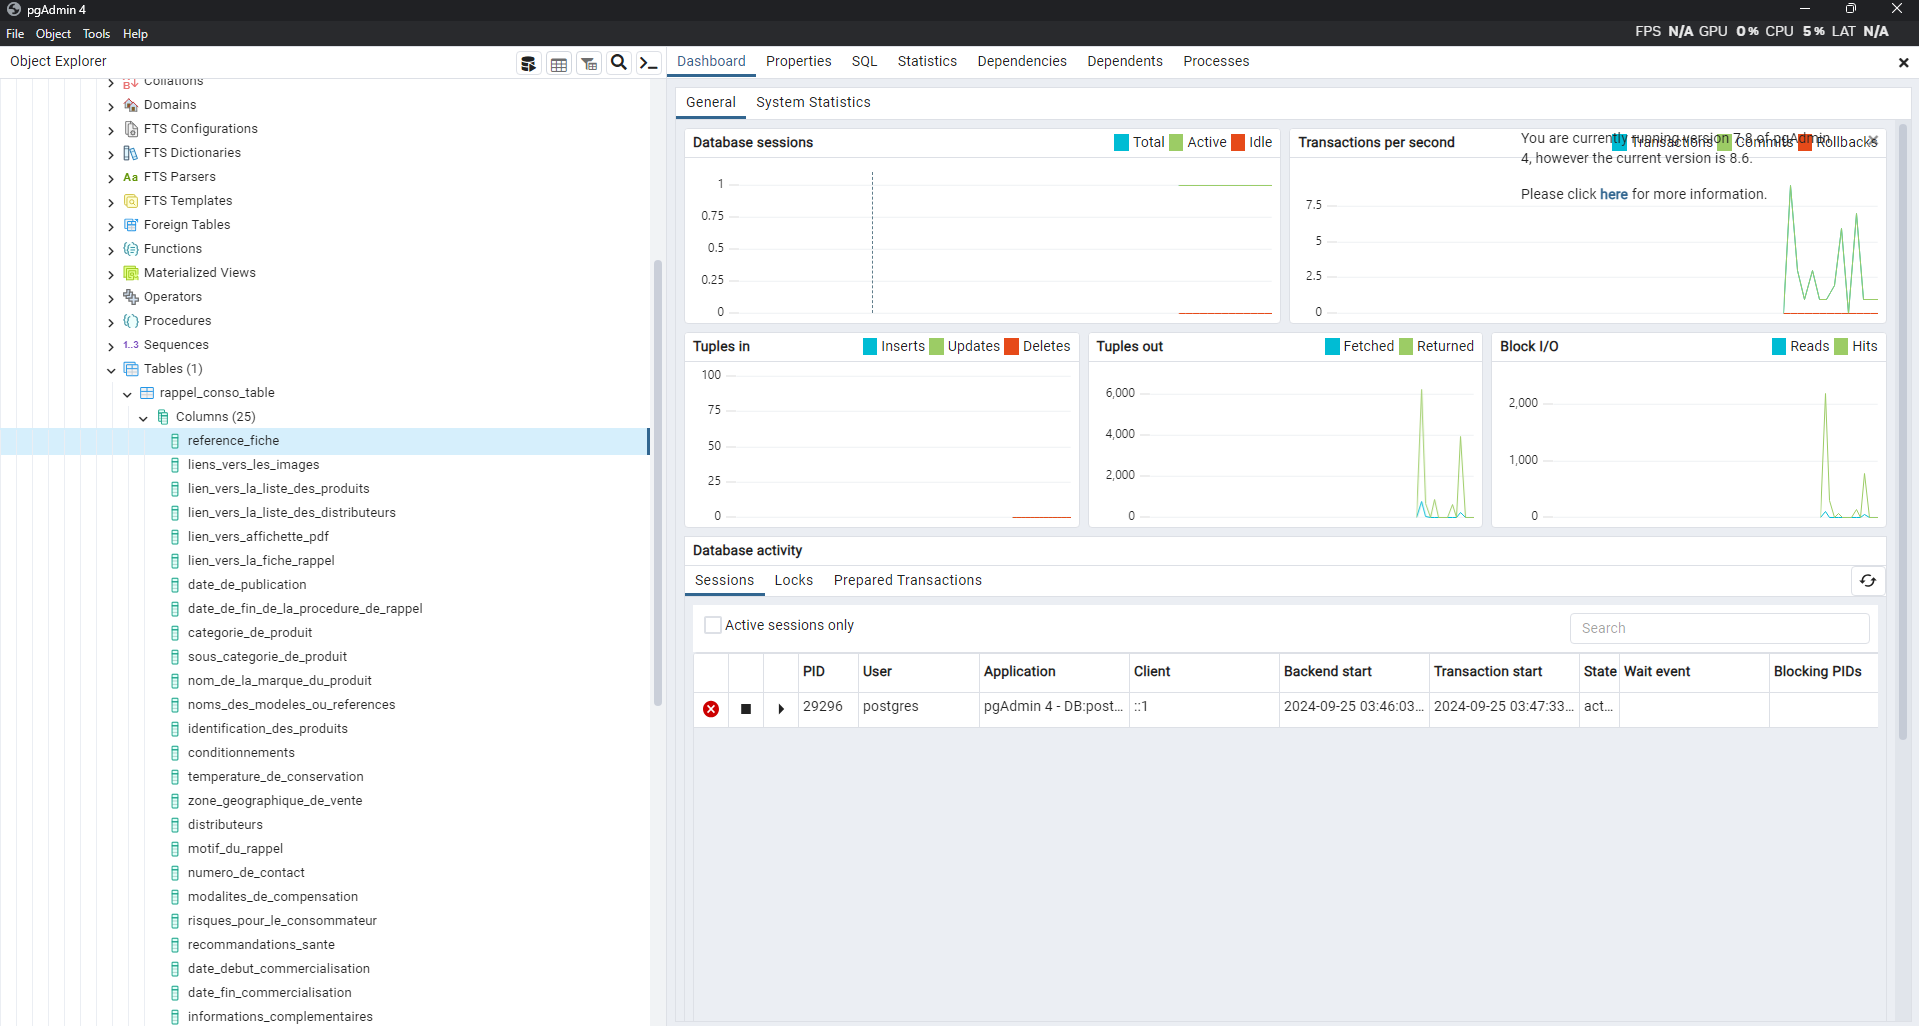 pgAdmin 4
File Object Tools Help
FPS N/A GPU 0% CPU 5% LAT N/A
Object Explorer
Dashboard Properties SQL Statistics Dependencies Dependents Processes
Collations
Domains
FTS Configurations
FTS Dictionaries
Aa FTS Parsers
FTS Templates
Foreign Tables
Functions
Materialized Views
Operators
Procedures
1..3 Sequences
Tables (1)
rappel_conso_table
Columns (25)
reference_fiche
liens_vers_les_images
lien_vers_la_liste_des_produits
lien_vers_la_liste_des_distributeurs
lien_vers_affichette_pdf
lien_vers_la_fiche_rappel
date_de_publication
date_de_fin_de_la_procedure_de_rappel
categorie_de_produit
sous_categorie_de_produit
nom_de_la_marque_du_produit
noms_des_modeles_ou_references
identification_des_produits
conditionnements
temperature_de_conservation
zone_geographique_de_vente
distributeurs
motif_du_rappel
numero_de_contact
modalites_de_compensation
risques_pour_le_consommateur
recommandations_sante
date_debut_commercialisation
date_fin_commercialisation
informations_complementaires
General System Statistics
Database sessions
Total Active Idle
1
0.75
0.5
0.25
0
Transactions per second
Transactions Commits Rollbacks
You are currently running version 7.8 of pgAdmin
4, however the current version is 8.6.
Please click here for more information.
7.5
5
2.5
0
Tuples in
Inserts Updates Deletes
100
75
50
25
0
Tuples out
Fetched Returned
6,000
4,000
2,000
0
Block I/O
Reads Hits
2,000
1,000
0
Database activity
Sessions Locks Prepared Transactions
Active sessions only
Search
PID User Application Client Backend start Transaction start State Wait event Blocking PIDs
29296 postgres pgAdmin 4 - DB:post... ::1 2024-09-25 03:46:03... 2024-09-25 03:47:33... act...